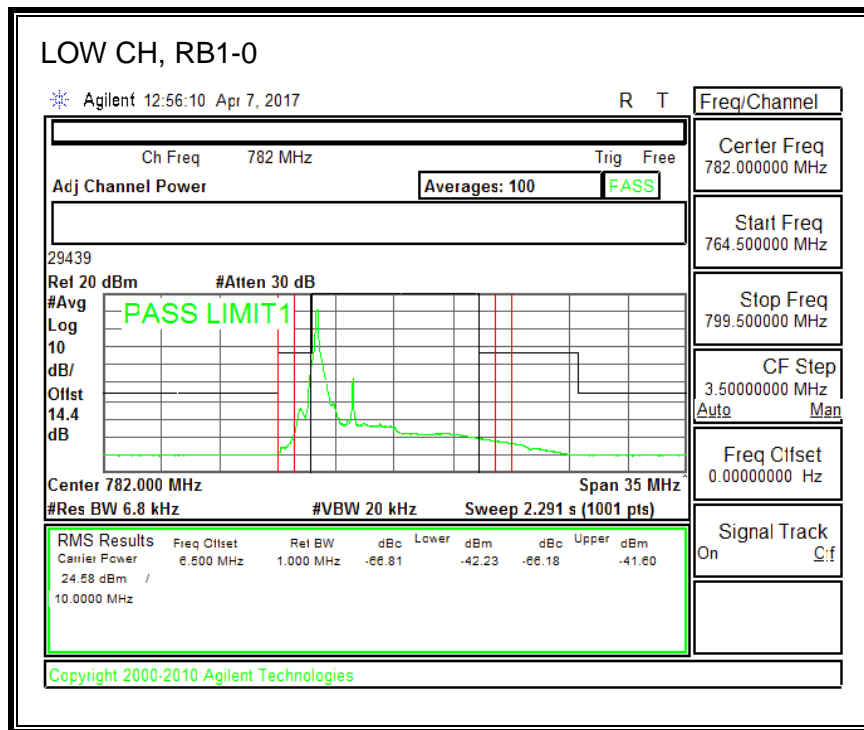 LOW CH, RB1-0
Agilent 12:56:10 Apr 7, 2017 R T
Ch Freq 782 MHz Trig Free
Adj Channel Power Averages: 100 PASS
29439
Ref 20 dBm #Atten 30 dB
#Avg
Log
10
dB/
Offst
14.4
dB
PASS LIMIT1
Center 782.000 MHz Span 35 MHz
#Res BW 6.8 kHz #VBW 20 kHz Sweep 2.291 s (1001 pts)
RMS Results Freq Offset Ref BW dBc Lower dBm dBc Upper dBm
Carrier Power 6.500 MHz 1.000 MHz -66.81 -42.23 -66.18 -41.60
24.58 dBm /
10.0000 MHz
Copyright 2000-2010 Agilent Technologies
Freq/Channel
Center Freq
782.000000 MHz
Start Freq
764.500000 MHz
Stop Freq
799.500000 MHz
CF Step
3.50000000 MHz
Auto Man
Freq Offset
0.00000000 Hz
Signal Track
On Off